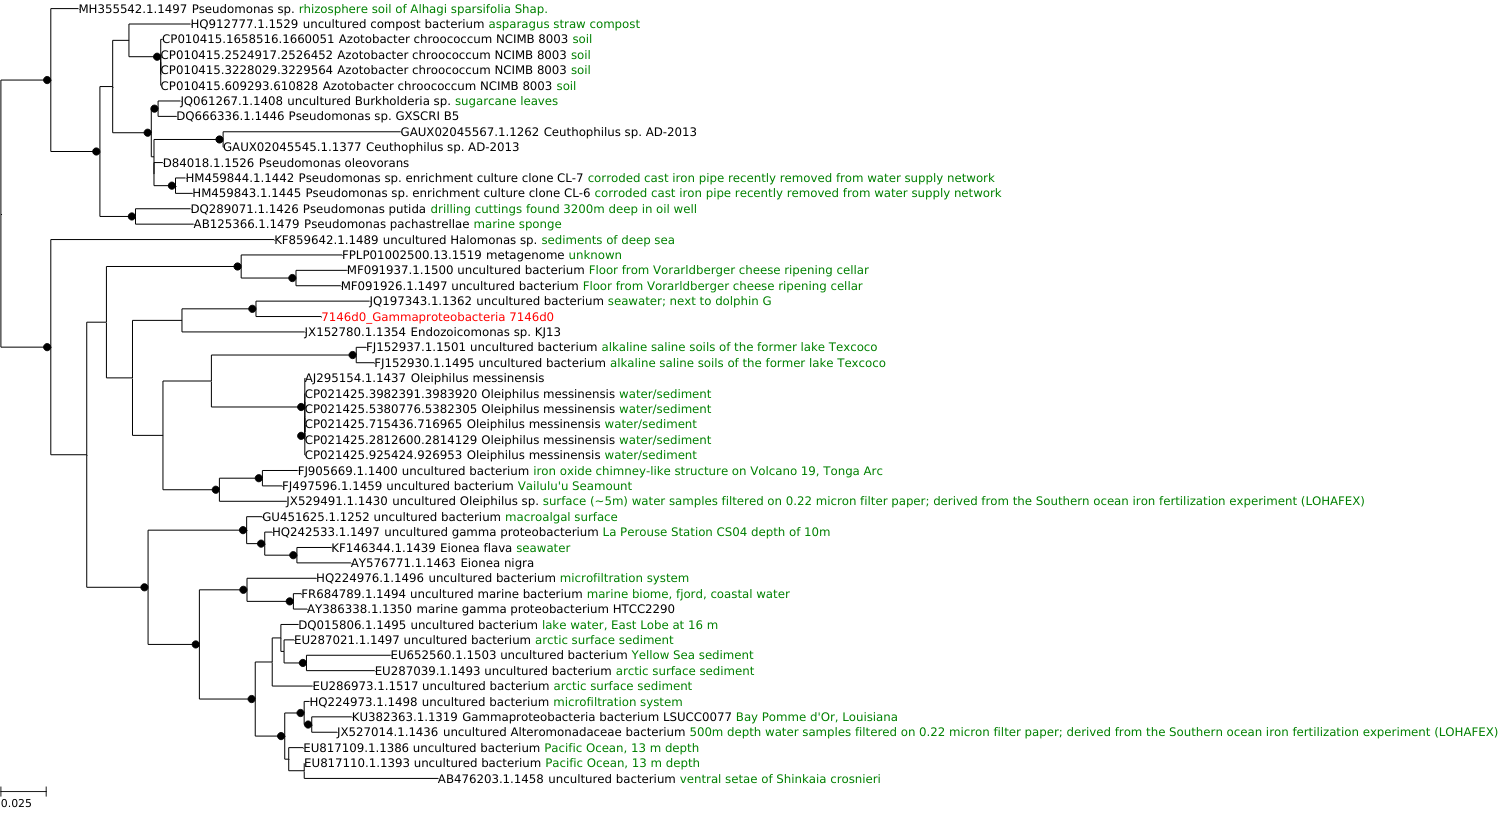 MH355542.1.1497 Pseudomonas sp. rhizosphere soil of Alhagi sparsifolia Shap.
HQ912777.1.1529 uncultured compost bacterium asparagus straw compost
CP010415.1658516.1660051 Azotobacter chroococcum NCIMB 8003 soil
CP010415.2524917.2526452 Azotobacter chroococcum NCIMB 8003 soil
CP010415.3228029.3229564 Azotobacter chroococcum NCIMB 8003 soil
CP010415.609293.610828 Azotobacter chroococcum NCIMB 8003 soil
JQ061267.1.1408 uncultured Burkholderia sp. sugarcane leaves
DQ666336.1.1446 Pseudomonas sp. GXSCRI B5
GAUX02045567.1.1262 Ceuthophilus sp. AD-2013
GAUX02045545.1.1377 Ceuthophilus sp. AD-2013
D84018.1.1526 Pseudomonas oleovorans
HM459844.1.1442 Pseudomonas sp. enrichment culture clone CL-7 corroded cast iron pipe recently removed from water supply network
HM459843.1.1445 Pseudomonas sp. enrichment culture clone CL-6 corroded cast iron pipe recently removed from water supply network
DQ289071.1.1426 Pseudomonas putida drilling cuttings found 3200m deep in oil well
AB125366.1.1479 Pseudomonas pachastrellae marine sponge
KF859642.1.1489 uncultured Halomonas sp. sediments of deep sea
FPLP01002500.13.1519 metagenome unknown
MF091937.1.1500 uncultured bacterium Floor from Vorarldberger cheese ripening cellar
MF091926.1.1497 uncultured bacterium Floor from Vorarldberger cheese ripening cellar
JQ197343.1.1362 uncultured bacterium seawater; next to dolphin G
7146d0_Gammaproteobacteria 7146d0
JX152780.1.1354 Endozoicomonas sp. KJ13
FJ152937.1.1501 uncultured bacterium alkaline saline soils of the former lake Texcoco
FJ152930.1.1495 uncultured bacterium alkaline saline soils of the former lake Texcoco
AJ295154.1.1437 Oleiphilus messinensis
CP021425.3982391.3983920 Oleiphilus messinensis water/sediment
CP021425.5380776.5382305 Oleiphilus messinensis water/sediment
CP021425.715436.716965 Oleiphilus messinensis water/sediment
CP021425.2812600.2814129 Oleiphilus messinensis water/sediment
CP021425.925424.926953 Oleiphilus messinensis water/sediment
FJ905669.1.1400 uncultured bacterium iron oxide chimney-like structure on Volcano 19, Tonga Arc
FJ497596.1.1459 uncultured bacterium Vailulu'u Seamount
JX529491.1.1430 uncultured Oleiphilus sp. surface (~5m) water samples filtered on 0.22 micron filter paper; derived from the Southern ocean iron fertilization experiment (LOHAFEX)
GU451625.1.1252 uncultured bacterium macroalgal surface
HQ242533.1.1497 uncultured gamma proteobacterium La Perouse Station CS04 depth of 10m
KF146344.1.1439 Eionea flava seawater
AY576771.1.1463 Eionea nigra
HQ224976.1.1496 uncultured bacterium microfiltration system
FR684789.1.1494 uncultured marine bacterium marine biome, fjord, coastal water
AY386338.1.1350 marine gamma proteobacterium HTCC2290
DQ015806.1.1495 uncultured bacterium lake water, East Lobe at 16 m
EU287021.1.1497 uncultured bacterium arctic surface sediment
EU652560.1.1503 uncultured bacterium Yellow Sea sediment
EU287039.1.1493 uncultured bacterium arctic surface sediment
EU286973.1.1517 uncultured bacterium arctic surface sediment
HQ224973.1.1498 uncultured bacterium microfiltration system
KU382363.1.1319 Gammaproteobacteria bacterium LSUCC0077 Bay Pomme d'Or, Louisiana
JX527014.1.1436 uncultured Alteromonadaceae bacterium 500m depth water samples filtered on 0.22 micron filter paper; derived from the Southern ocean iron fertilization experiment (LOHAFEX)
EU817109.1.1386 uncultured bacterium Pacific Ocean, 13 m depth
EU817110.1.1393 uncultured bacterium Pacific Ocean, 13 m depth
AB476203.1.1458 uncultured bacterium ventral setae of Shinkaia crosnieri
0.025